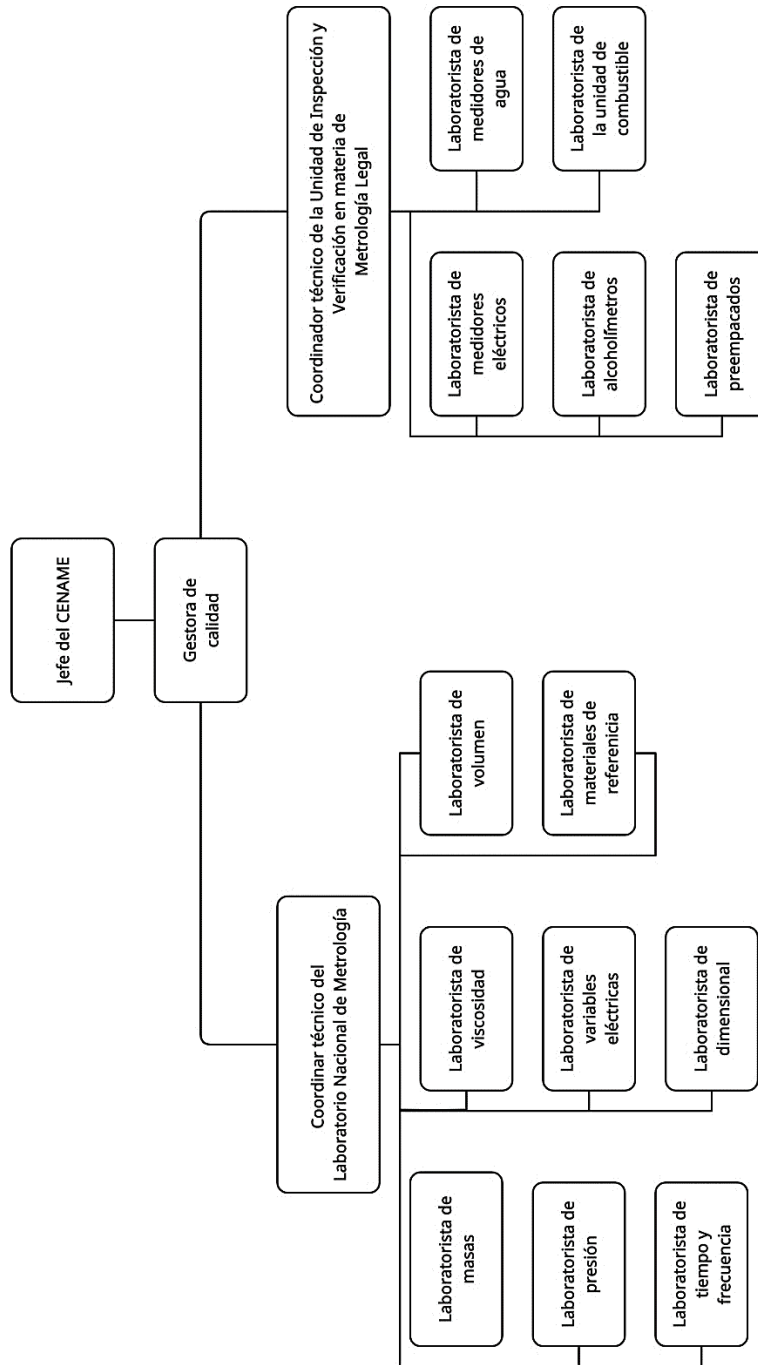 Jefe del CENAME
Gestora de
calidad
Coordinar técnico del
Laboratorio Nacional de Metrología
Coordinador técnico de la Unidad de Inspección y
Verificación en materia de
Metrología Legal
Laboratorista de
masas
Laboratorista de
presión
Laboratorista de
tiempo y
frecuencia
Laboratorista de
viscosidad
Laboratorista de
variables
eléctricas
Laboratorista de
dimensional
Laboratorista de
volumen
Laboratorista de
materiales de
referenicia
Laboratorista de
medidores
eléctricos
Laboratorista de
alcoholímetros
Laboratorista de
preempacados
Laboratorista de
medidores de
agua
Laboratorista de
la unidad de
combustible